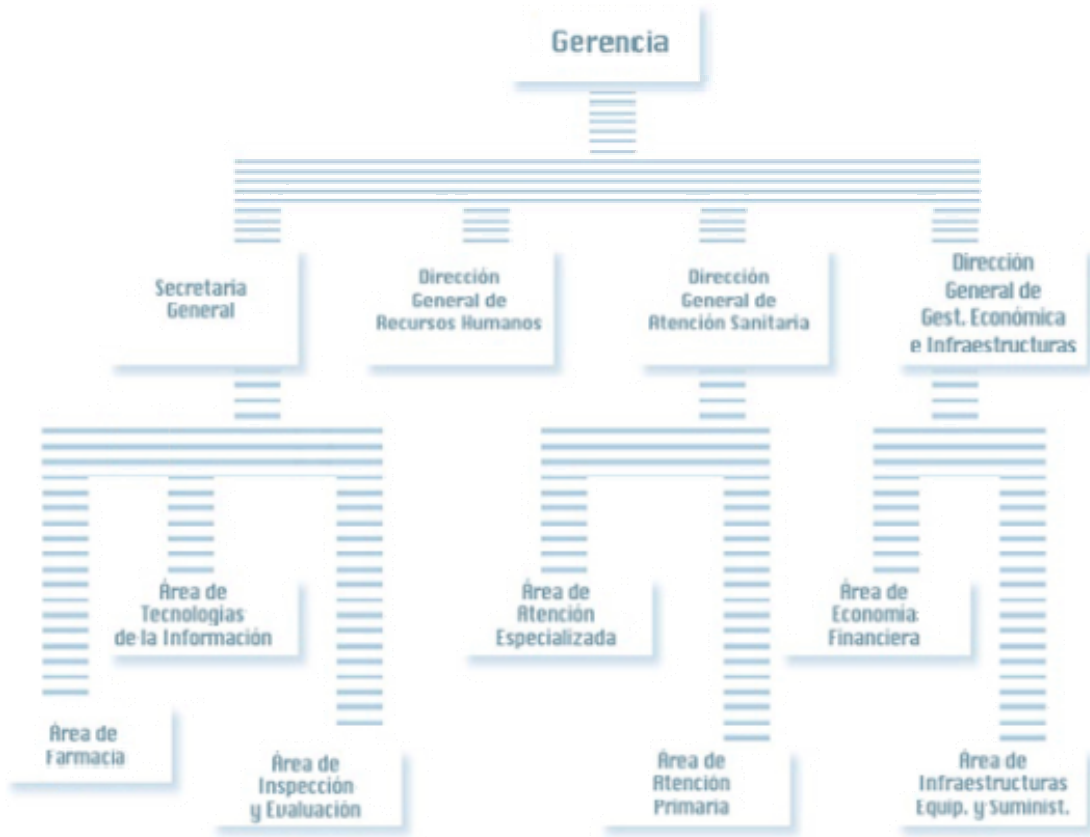 Gerencia
Secretaría
General
Dirección
General de
Recursos Humanos
Dirección
General de
Atención Sanitaria
Dirección
General de
Gest. Económica
e Infraestructuras
Área de
Tecnologías
de la Información
Área de
Atención
Especializada
Área de
Economía
Financiera
Área de
Farmacia
Área de
Inspección
y Evaluación
Área de
Atención
Primaria
Área de
Infraestructuras
Equip. y Suminist.